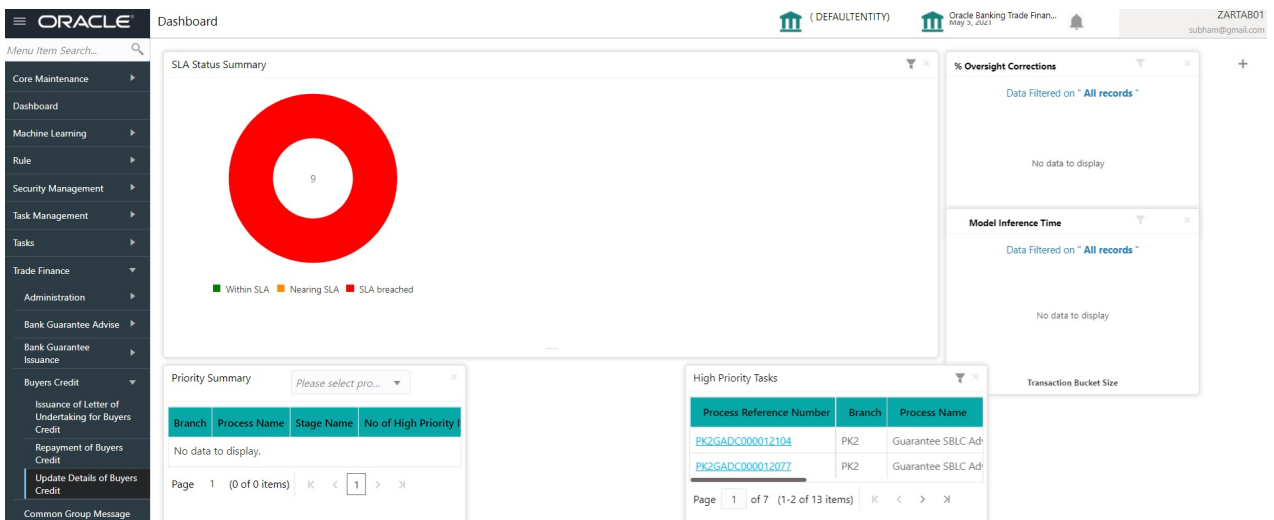 ORACLE
Dashboard
( DEFAULTENTITY)
Oracle Banking Trade Finan...
May 5, 2021
ZARTAB01
subham@gmail.com
Menu Item Search...
Core Maintenance
Dashboard
Machine Learning
Rule
Security Management
Task Management
Tasks
Trade Finance
Administration
Bank Guarantee Advise
Bank Guarantee
Issuance
Buyers Credit
Issuance of Letter of
Undertaking for Buyers
Credit
Repayment of Buyers
Credit
Update Details of Buyers
Credit
Common Group Message
SLA Status Summary
9
Within SLA Nearing SLA SLA breached
% Oversight Corrections
Data Filtered on " All records "
No data to display
Model Inference Time
Data Filtered on " All records "
No data to display
Transaction Bucket Size
Priority Summary
Please select pro...
Branch Process Name Stage Name No of High Priority I
No data to display.
Page 1 (0 of 0 items) 1
High Priority Tasks
Process Reference Number Branch Process Name
PK2GADC000012104 PK2 Guarantee SBLC Adv
PK2GADC000012077 PK2 Guarantee SBLC Adv
Page 1 of 7 (1-2 of 13 items)